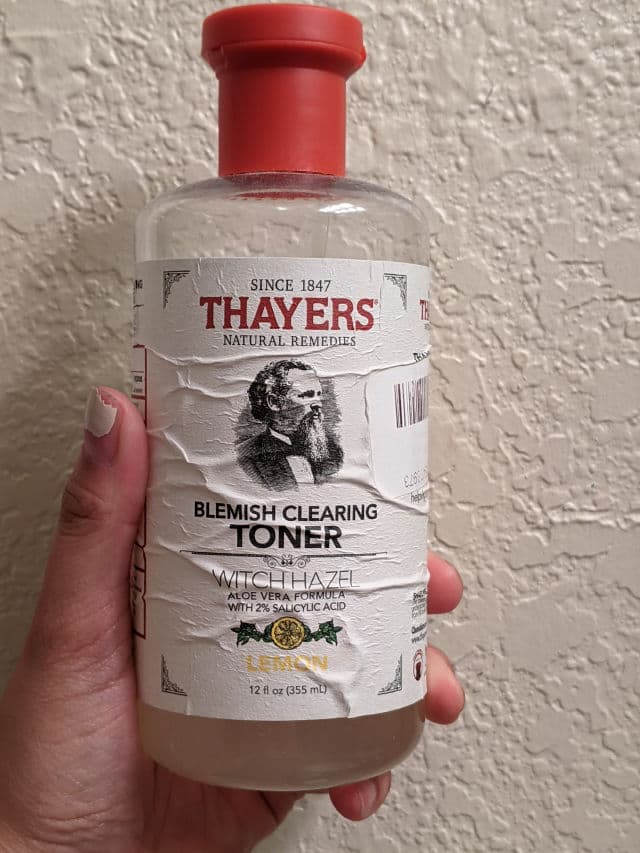 SINCE 1847
THAYERS®
NATURAL REMEDIES
BLEMISH CLEARING
TONER
WITCH HAZEL
ALOE VERA FORMULA
WITH 2% SALICYLIC ACID
LEMON
12 fl oz (355 mL)